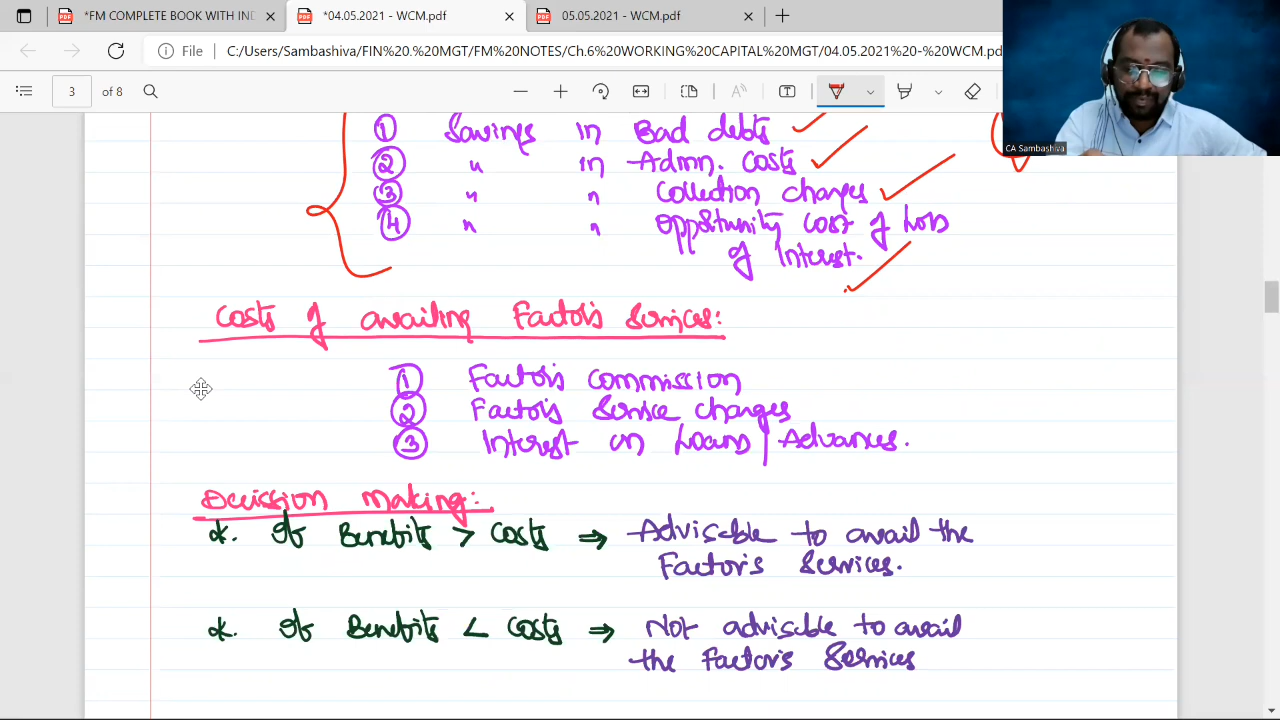 *FM COMPLETE BOOK WITH IND
*04.05.2021 - WCM.pdf
05.05.2021 - WCM.pdf
File
C:/Users/Sambashiva/FIN%20.%20MGT/FM%20NOTES/Ch.6%20WORKING%20CAPITAL%20MGT/04.05.2021%20-%20WCM.pd
3 of 8
CA Sambashiva
① Savings in Bad debts
② " in Admn. Costs
③ " " Collection charges
④ " " Opportunity cost of Loss
of Interest.
Costs of availing Factor's Services:
① Factor's Commission
② Factor's Service charges
③ Interest on Loans/Advances.
Decission Making:
*. If Benefits > Costs ⇒ Advisable to avail the
Factor's Services.
*. If Benefits < Costs ⇒ Not advisable to avail
the Factor's Services